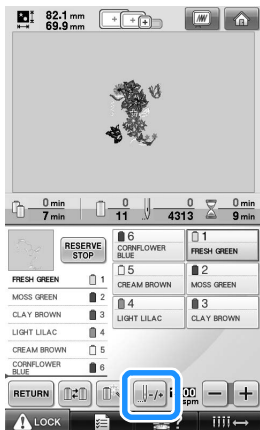 82.1 mm
69.9 mm
0 min
7 min
0
11
0
4313
0 min
9 min
RESERVE
STOP
FRESH GREEN 1
MOSS GREEN 2
CLAY BROWN 3
LIGHT LILAC 4
CREAM BROWN 5
CORNFLOWER
BLUE 6
6
CORNFLOWER
BLUE
1
FRESH GREEN
5
CREAM BROWN
2
MOSS GREEN
4
LIGHT LILAC
3
CLAY BROWN
RETURN
-/+
00
spm
- +
LOCK
?